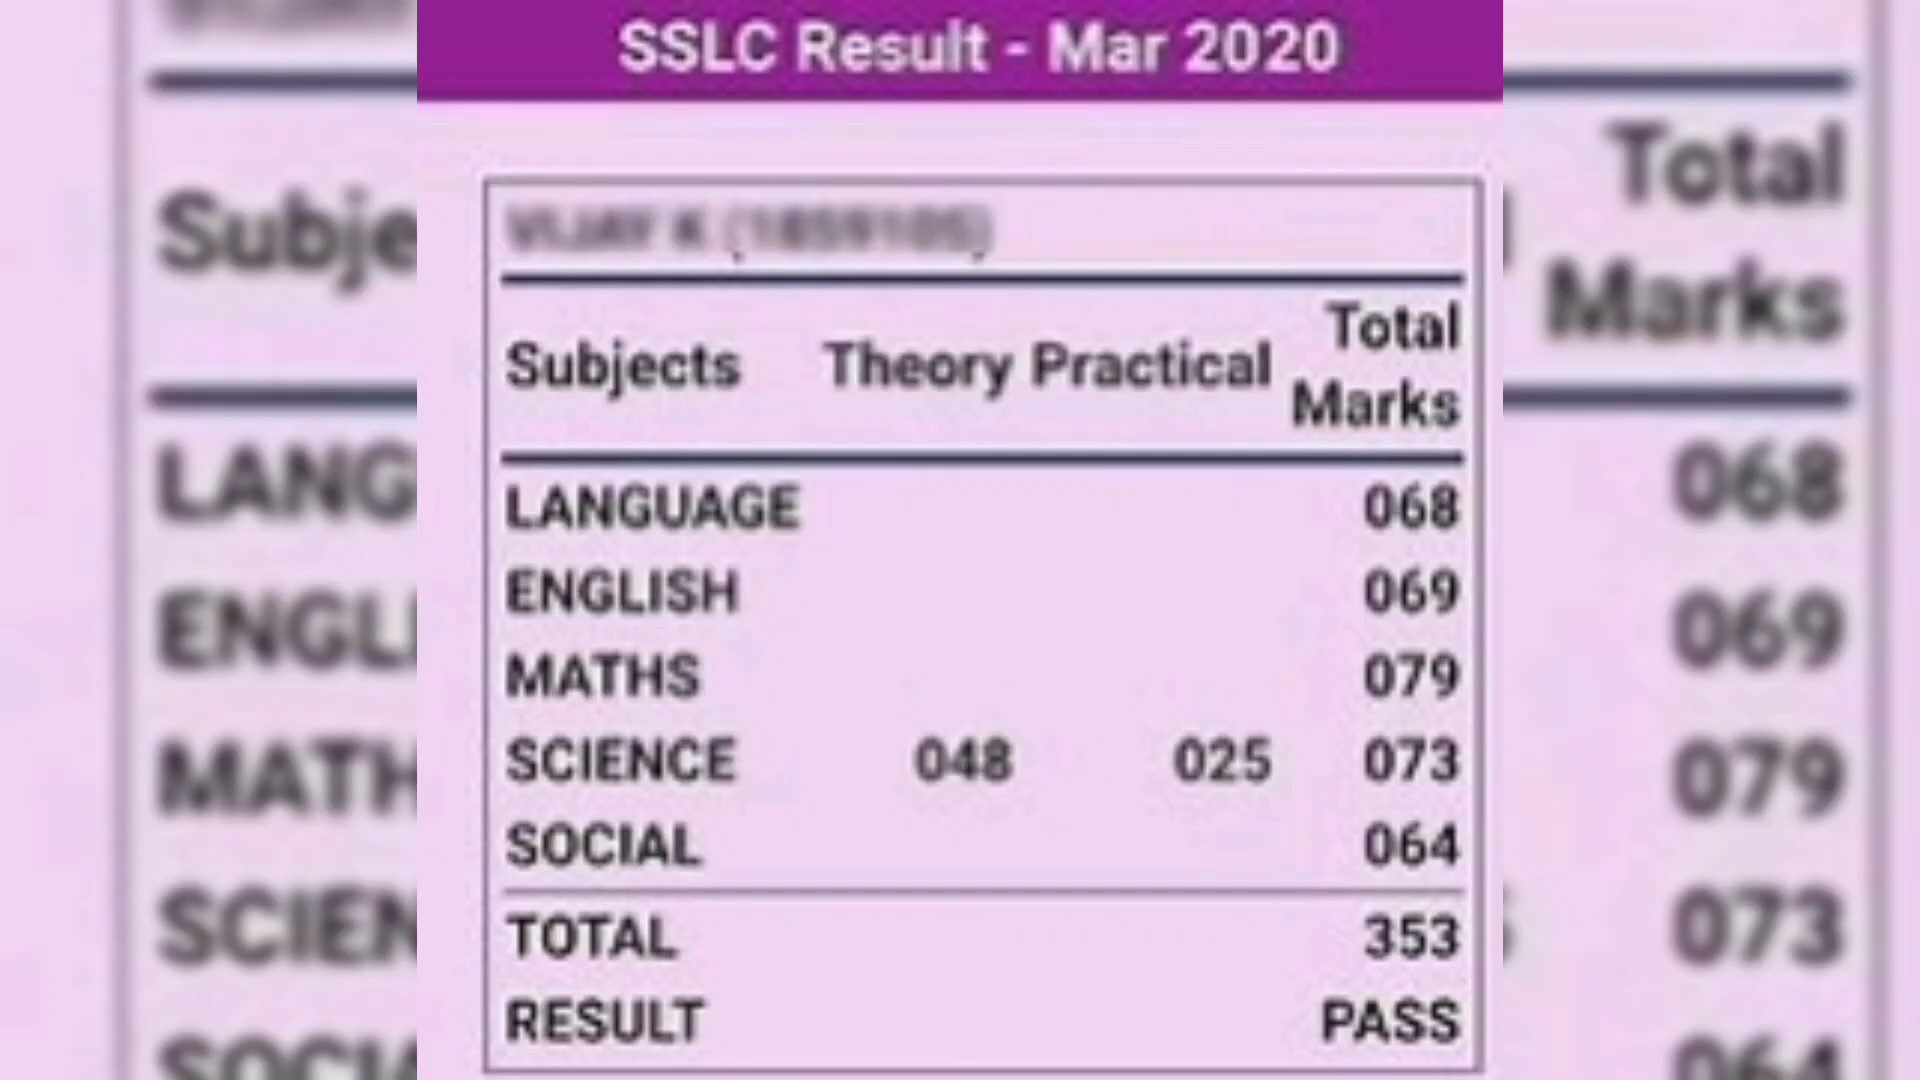 SSLC Result - Mar 2020
Subjects Theory Practical Total Marks
LANGUAGE 068
ENGLISH 069
MATHS 079
SCIENCE 048 025 073
SOCIAL 064
TOTAL 353
RESULT PASS